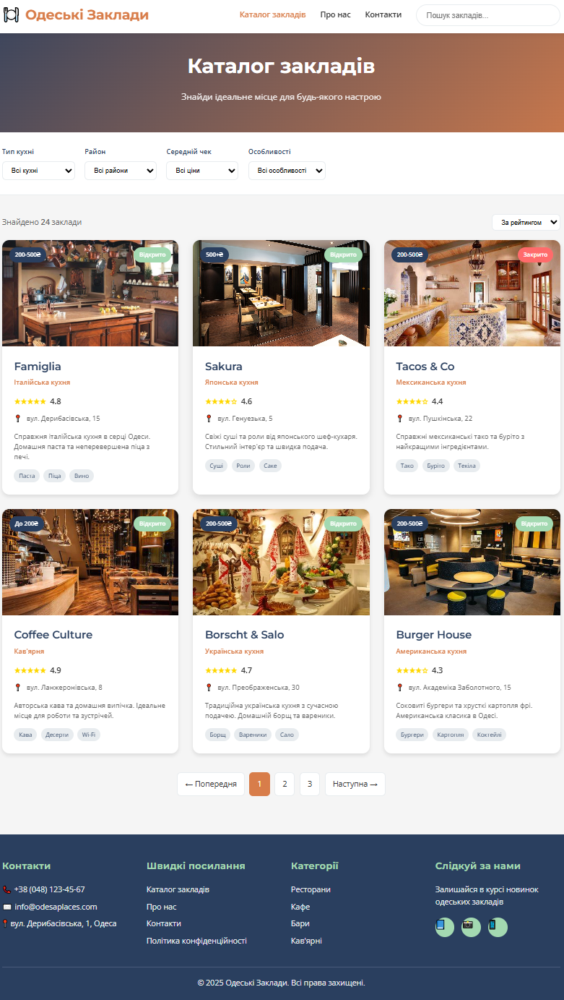 Одеські Заклади
Каталог закладів
Про нас
Контакти
Пошук закладів...
Каталог закладів
Знайди ідеальне місце для будь-якого настрою
Тип кухні
Район
Середній чек
Особливості
Всі кухні
Всі райони
Всі ціни
Всі особливості
Знайдено 24 заклади
За рейтингом
200-500₴
Відкрито
Famiglia
Італійська кухня
★★★★★ 4.8
вул. Дерибасівська, 15
Справжня італійська кухня в серці Одеси.
Домашня паста та неперевершена піца з
печі.
Паста
Піца
Вино
500+₴
Відкрито
Sakura
Японська кухня
★★★★☆ 4.6
вул. Генуезька, 5
Свіжі суші та роли від японського шеф-кухаря.
Стильний інтер'єр та швидка подача.
Суші
Роли
Саке
200-500₴
Закрито
Tacos & Co
Мексиканська кухня
★★★★☆ 4.4
вул. Пушкінська, 22
Справжні мексиканські тако та буріто з
найкращими інгредієнтами.
Тако
Буріто
Текіла
До 200₴
Відкрито
Coffee Culture
Кав'ярня
★★★★★ 4.9
вул. Ланжеронівська, 8
Авторська кава та домашня випічка. Ідеальне
місце для роботи та зустрічей.
Кава
Десерти
Wi-Fi
200-500₴
Відкрито
Borscht & Salo
Українська кухня
★★★★★ 4.7
вул. Преображенська, 30
Традиційна українська кухня з сучасною
подачею. Домашній борщ та вареники.
Борщ
Вареники
Сало
200-500₴
Відкрито
Burger House
Американська кухня
★★★★☆ 4.3
вул. Академіка Заболотного, 15
Соковиті бургери та хрусткі картопля фрі.
Американська класика в Одесі.
Бургери
Картопля
Коктейлі
← Попередня
1
2
3
Наступна →
Контакти
+38 (048) 123-45-67
info@odesaplaces.com
вул. Дерибасівська, 1, Одеса
Швидкі посилання
Каталог закладів
Про нас
Контакти
Політика конфіденційності
Категорії
Ресторани
Кафе
Бари
Кав'ярні
Слідкуй за нами
Залишайся в курсі новинок
одеських закладів
© 2025 Одеські Заклади. Всі права захищені.